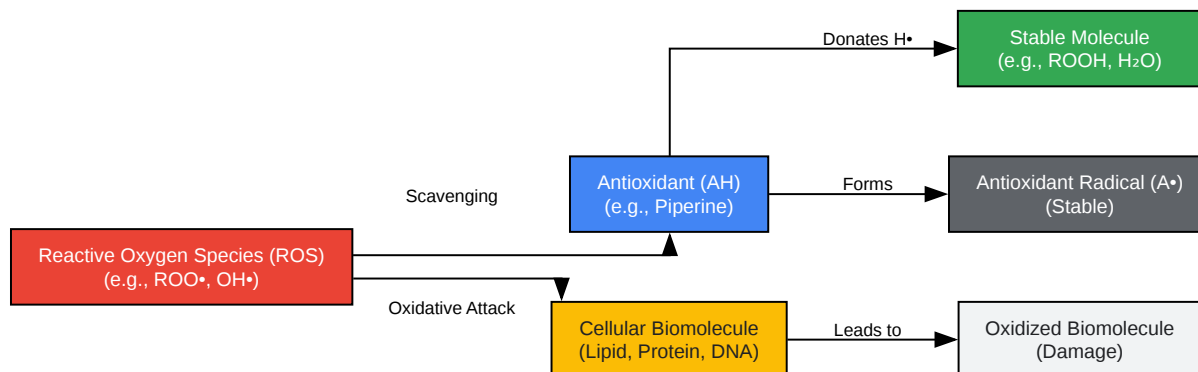 Donates H•
Stable Molecule
(e.g., ROOH, H₂O)
Scavenging
Antioxidant (AH)
(e.g., Piperine)
Forms
Antioxidant Radical (A•)
(Stable)
Reactive Oxygen Species (ROS)
(e.g., ROO•, OH•)
Oxidative Attack
Cellular Biomolecule
(Lipid, Protein, DNA)
Leads to
Oxidized Biomolecule
(Damage)